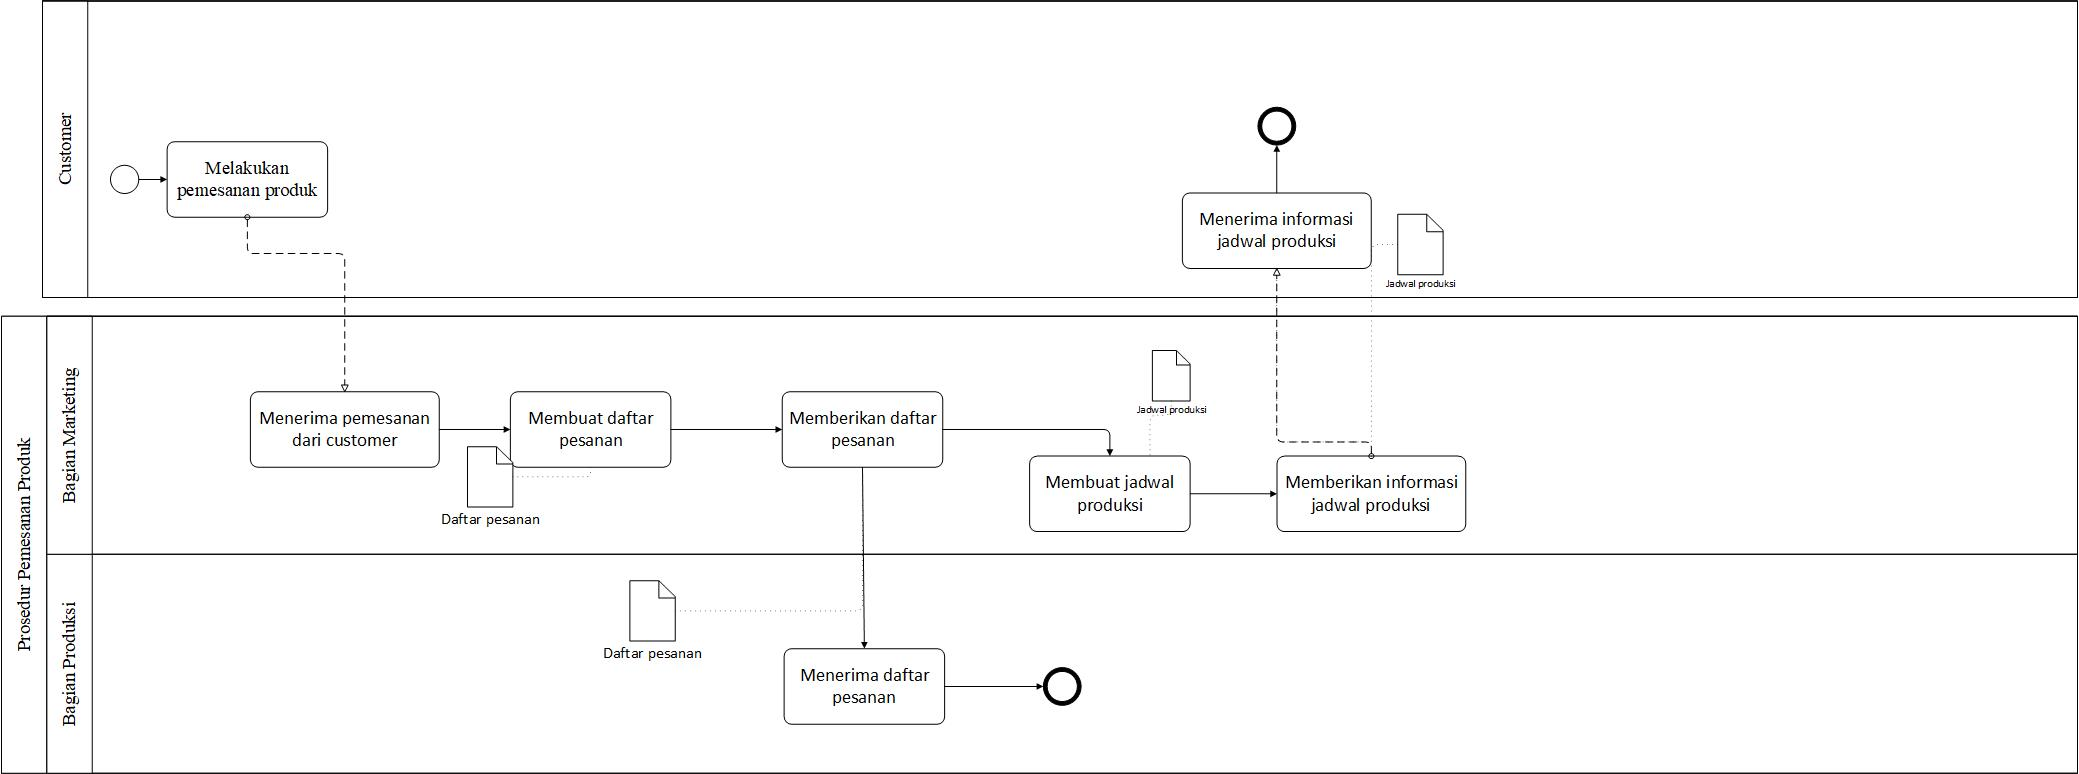 Customer
Melakukan
pemesanan produk
Menerima informasi
jadwal produksi
Jadwal produksi
Prosedur Pemesanan Produk
Bagian Marketing
Menerima pemesanan
dari customer
Membuat daftar
pesanan
Daftar pesanan
Memberikan daftar
pesanan
Jadwal produksi
Membuat jadwal
produksi
Memberikan informasi
jadwal produksi
Bagian Produksi
Daftar pesanan
Menerima daftar
pesanan